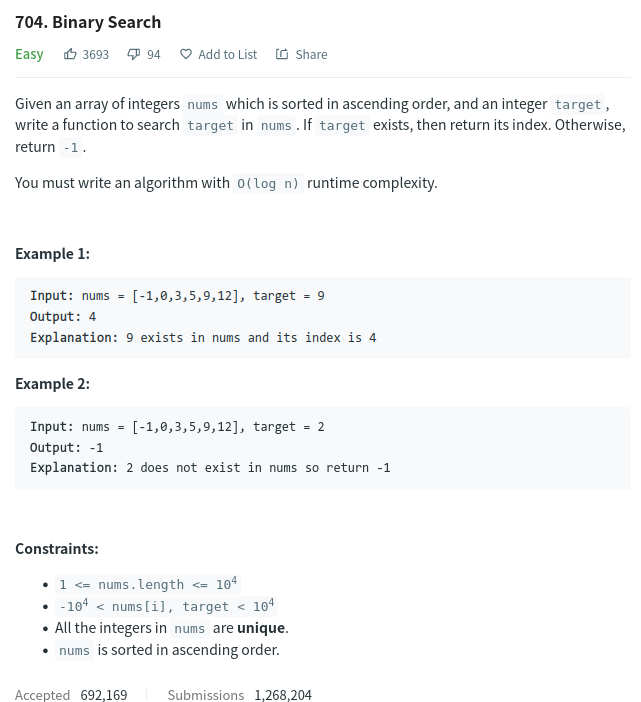 704. Binary Search
Easy 3693 94 Add to List Share
Given an array of integers nums which is sorted in ascending order, and an integer target ,
write a function to search target in nums . If target exists, then return its index. Otherwise,
return -1 .
You must write an algorithm with O(log n) runtime complexity.
Example 1:
Input: nums = [-1,0,3,5,9,12], target = 9
Output: 4
Explanation: 9 exists in nums and its index is 4
Example 2:
Input: nums = [-1,0,3,5,9,12], target = 2
Output: -1
Explanation: 2 does not exist in nums so return -1
Constraints:
• 1 <= nums.length <= 10⁴
• -10⁴ < nums[i], target < 10⁴
• All the integers in nums are unique.
• nums is sorted in ascending order.
Accepted 692,169 Submissions 1,268,204